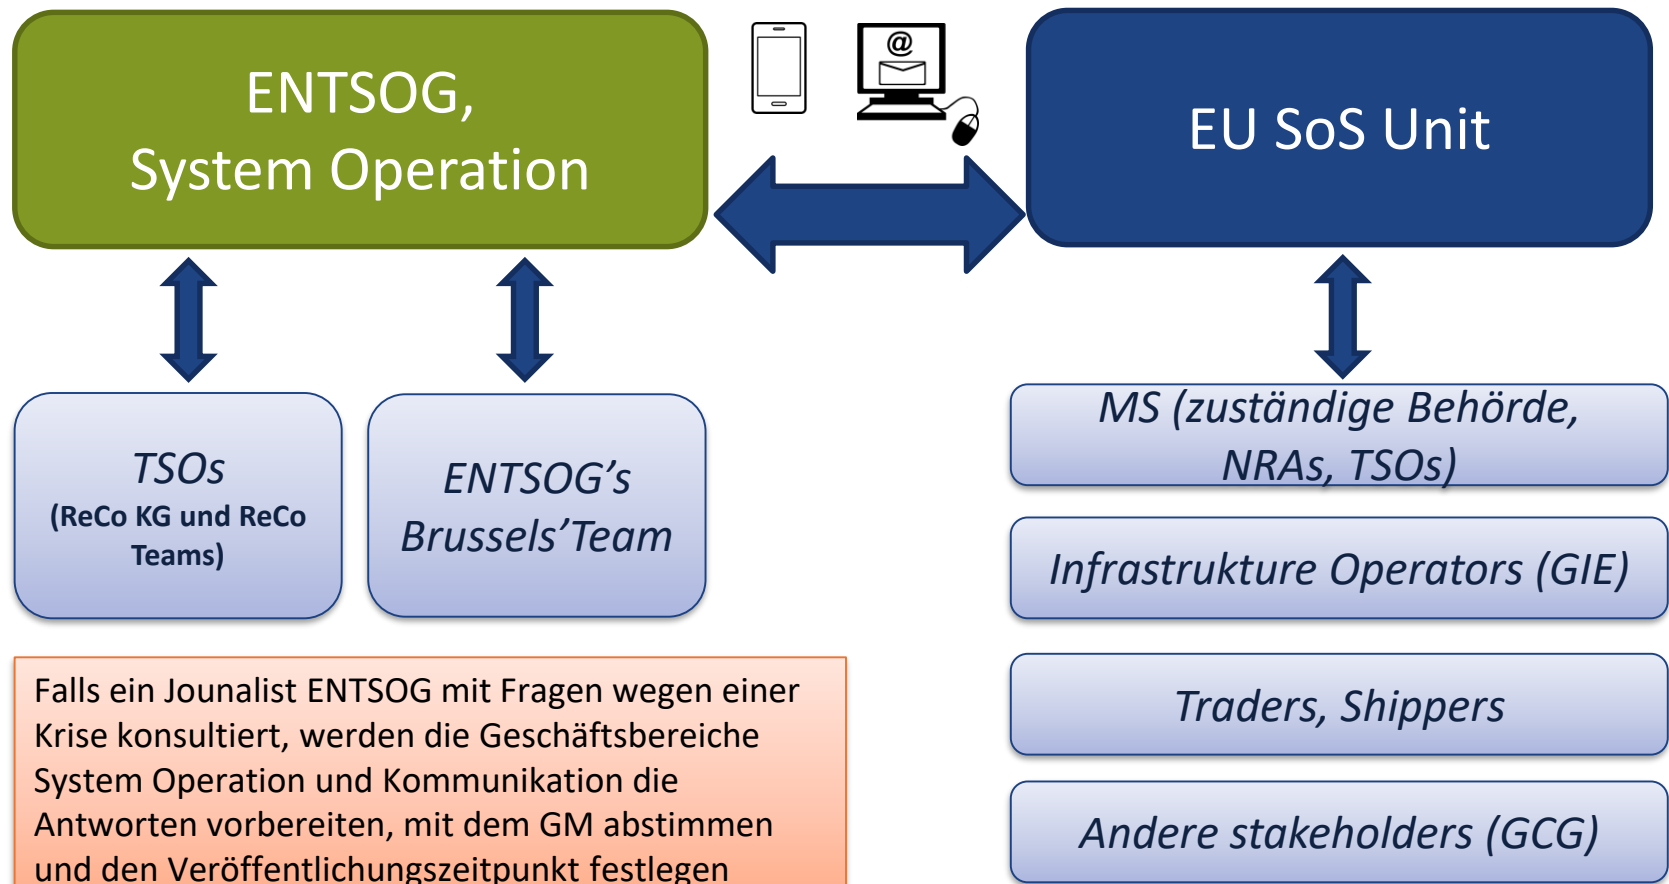 ENTSOG,
System Operation
@
EU SoS Unit
TSOs
(ReCo KG und ReCo
Teams)
ENTSOG’s
Brussels’Team
MS (zuständige Behörde,
NRAs, TSOs)
Infrastrukture Operators (GIE)
Traders, Shippers
Andere stakeholders (GCG)
Falls ein Jounalist ENTSOG mit Fragen wegen einer
Krise konsultiert, werden die Geschäftsbereiche
System Operation und Kommunikation die
Antworten vorbereiten, mit dem GM abstimmen
und den Veröffentlichungszeitpunkt festlegen